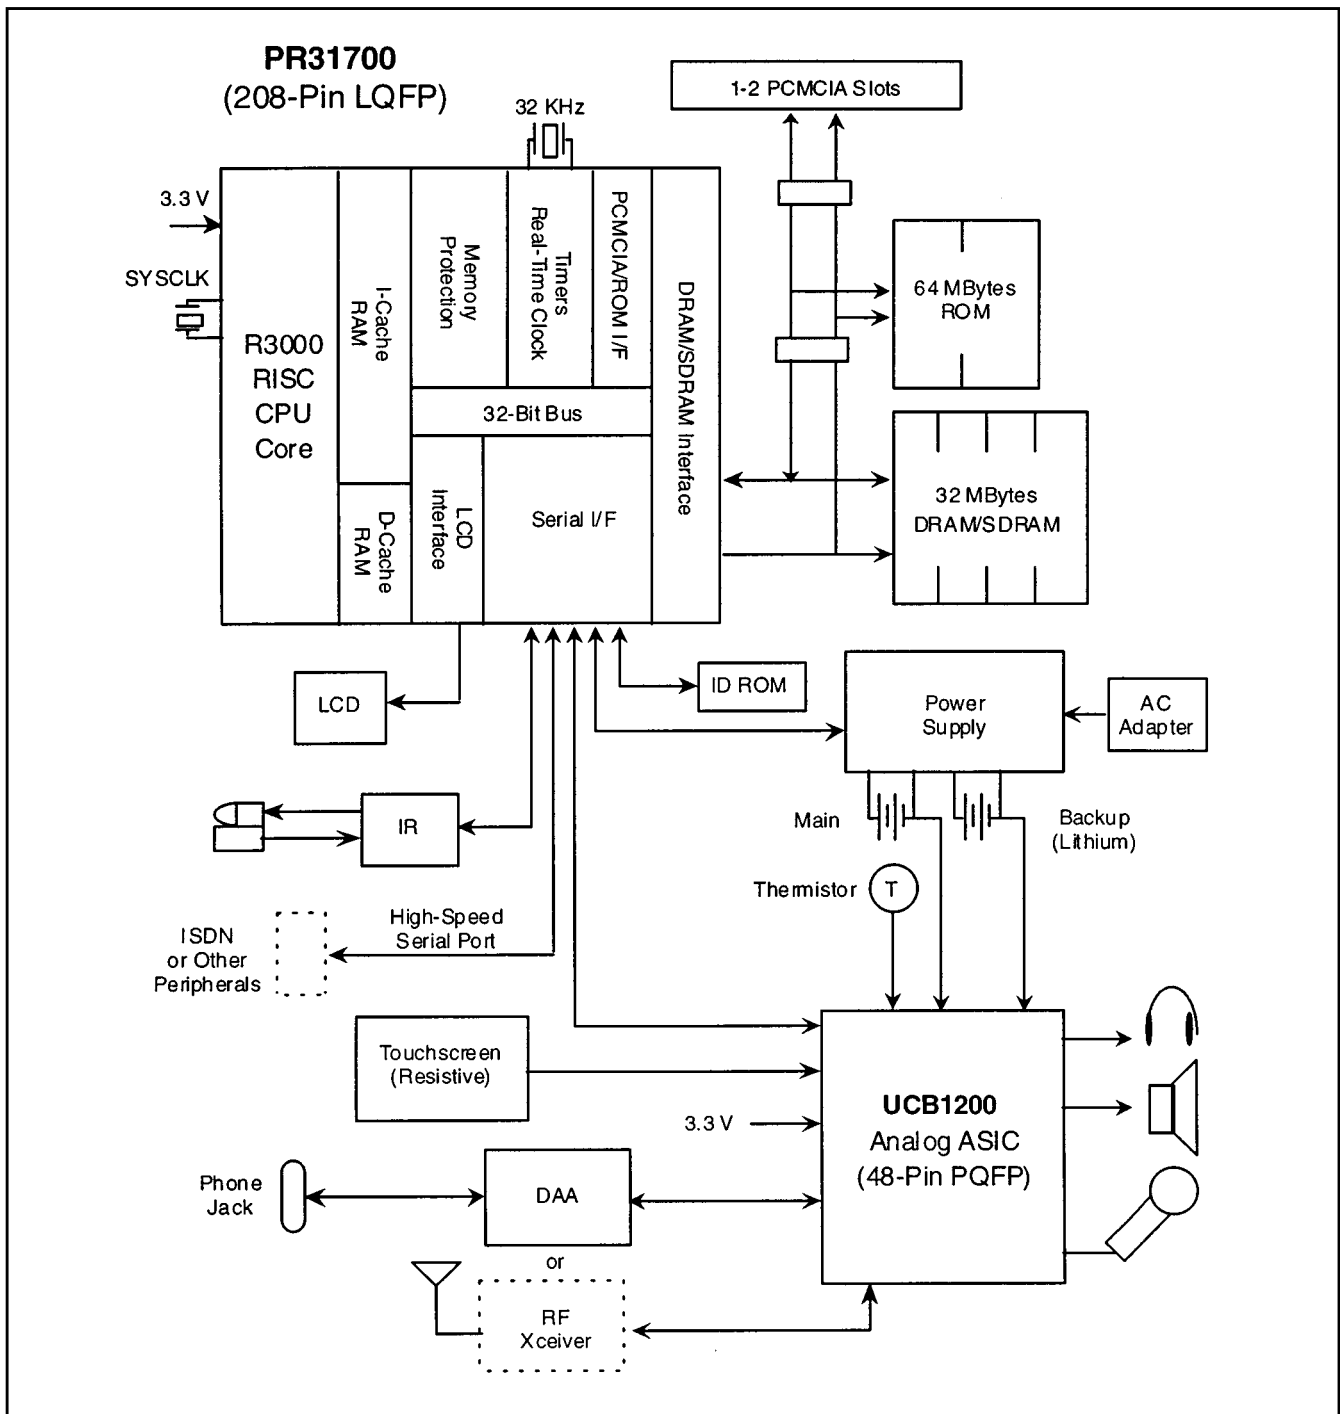 PR31700
(208-Pin LQFP)
1-2 PCMCIA Slots
32 KHz
3.3 V
SYSCLK
R3000
RISC
CPU
Core
I-Cache
RAM
D-Cache
RAM
Memory
Protection
Timers
Real-Time Clock
PCMCIA/ROM I/F
DRAM/SDRAM Interface
32-Bit Bus
LCD
Interface
Serial I/F
64 MBytes
ROM
32 MBytes
DRAM/SDRAM
LCD
ID ROM
Power
Supply
AC
Adapter
IR
Main
Backup
(Lithium)
Thermistor
T
High-Speed
Serial Port
ISDN
or Other
Peripherals
Touchscreen
(Resistive)
3.3 V
UCB1200
Analog ASIC
(48-Pin PQFP)
Phone
Jack
DAA
or
RF
Xceiver